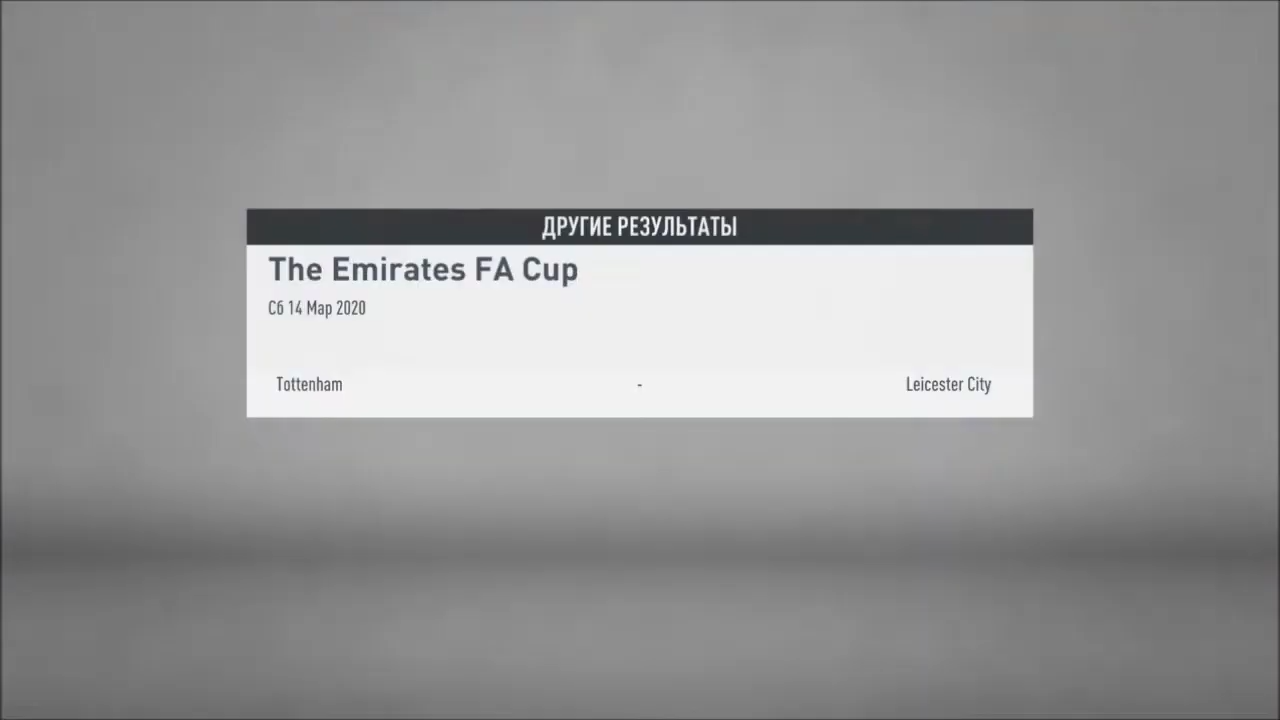 ДРУГИЕ РЕЗУЛЬТАТЫ
The Emirates FA Cup
Сб 14 Мар 2020
Tottenham - Leicester City